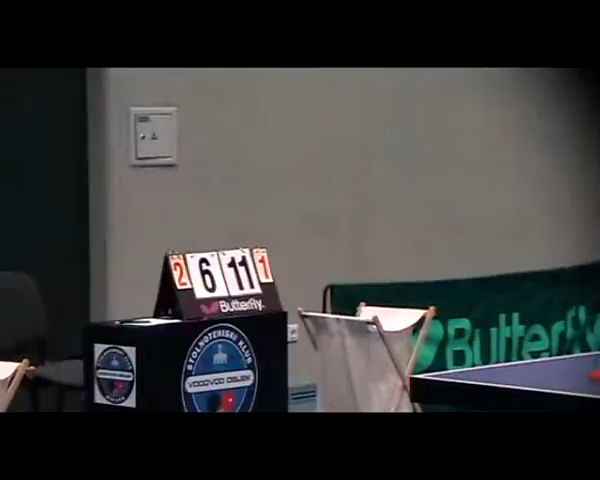 2 6 11 1
Butterfly
STOLNOTENISKI KLUB
VODOVOD OSIJEK
Butterfly